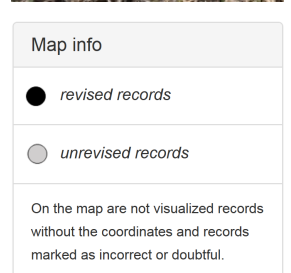 Map info
revised records
unrevised records
On the map are not visualized records
without the coordinates and records
marked as incorrect or doubtful.